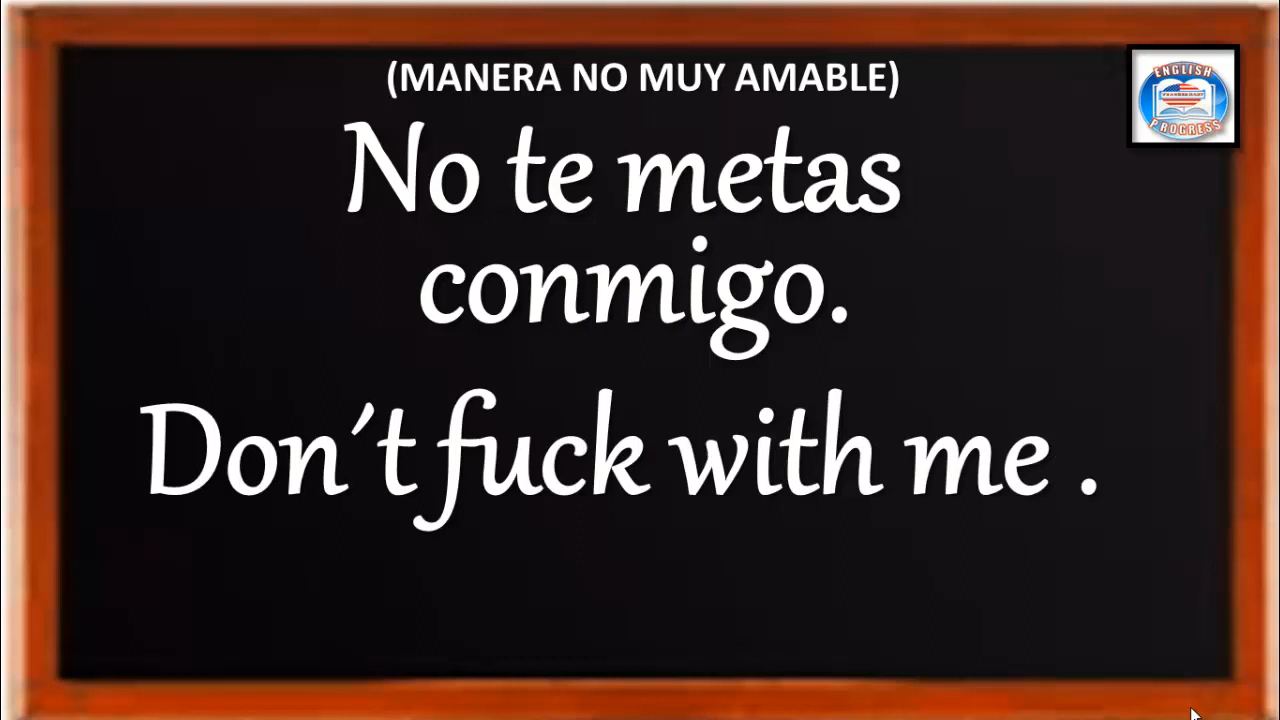 (MANERA NO MUY AMABLE)
ENGLISH
PROGRESS
No te metas
conmigo.
Don´t fuck with me .